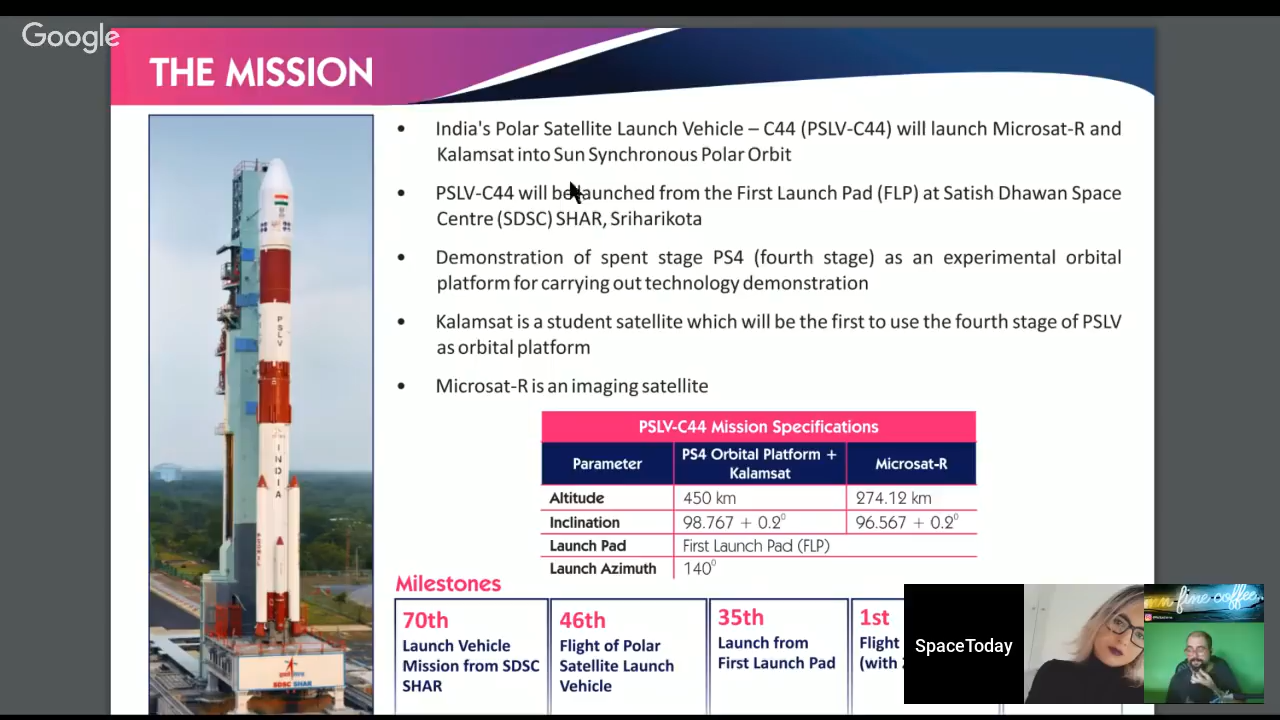 Google
THE MISSION
• India's Polar Satellite Launch Vehicle – C44 (PSLV-C44) will launch Microsat-R and
Kalamsat into Sun Synchronous Polar Orbit
• PSLV-C44 will be launched from the First Launch Pad (FLP) at Satish Dhawan Space
Centre (SDSC) SHAR, Sriharikota
• Demonstration of spent stage PS4 (fourth stage) as an experimental orbital
platform for carrying out technology demonstration
• Kalamsat is a student satellite which will be the first to use the fourth stage of PSLV
as orbital platform
• Microsat-R is an imaging satellite
PSLV
INDIA
SDSC SHAR
PSLV-C44 Mission Specifications
Parameter PS4 Orbital Platform + Kalamsat Microsat-R
Altitude 450 km 274.12 km
Inclination 98.767 + 0.2⁰ 96.567 + 0.2⁰
Launch Pad First Launch Pad (FLP)
Launch Azimuth 140⁰
Milestones
70th
Launch Vehicle
Mission from SDSC
SHAR
46th
Flight of Polar
Satellite Launch
Vehicle
35th
Launch from
First Launch Pad
1st
Flight
(with
SpaceToday
fine coffee